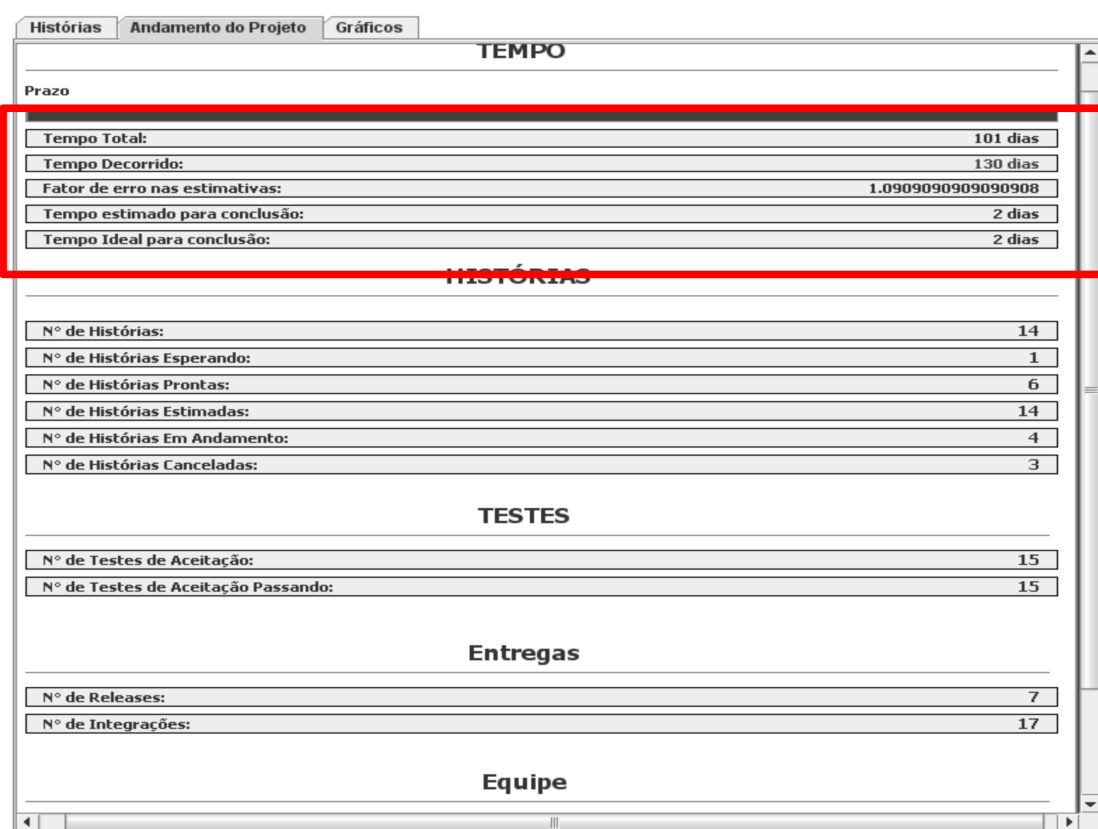 Histórias Andamento do Projeto Gráficos
TEMPO
Prazo
Tempo Total: 101 dias
Tempo Decorrido: 130 dias
Fator de erro nas estimativas: 1.0909090909090908
Tempo estimado para conclusão: 2 dias
Tempo Ideal para conclusão: 2 dias
HISTÓRIAS
N° de Histórias: 14
N° de Histórias Esperando: 1
N° de Histórias Prontas: 6
N° de Histórias Estimadas: 14
N° de Histórias Em Andamento: 4
N° de Histórias Canceladas: 3
TESTES
N° de Testes de Aceitação: 15
N° de Testes de Aceitação Passando: 15
Entregas
N° de Releases: 7
N° de Integrações: 17
Equipe